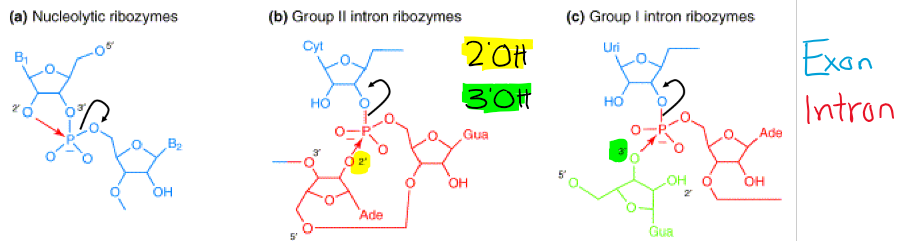 (a) Nucleolytic ribozymes
B1
O
5'
O
2'
O
3'
O
P
O
O
–
O
O
B2
O
OH
(b) Group II intron ribozymes
Cyt
O
HO
O
O
P
O
–
O
3'
O
O
2'
O
Gua
OH
O
O
Ade
5'
O
2'OH
3'OH
(c) Group I intron ribozymes
Uri
O
HO
O
O
P
O
–
O
3'
O
Ade
O
5'
O
OH
2'
O
OH
O
Gua
Exon
Intron